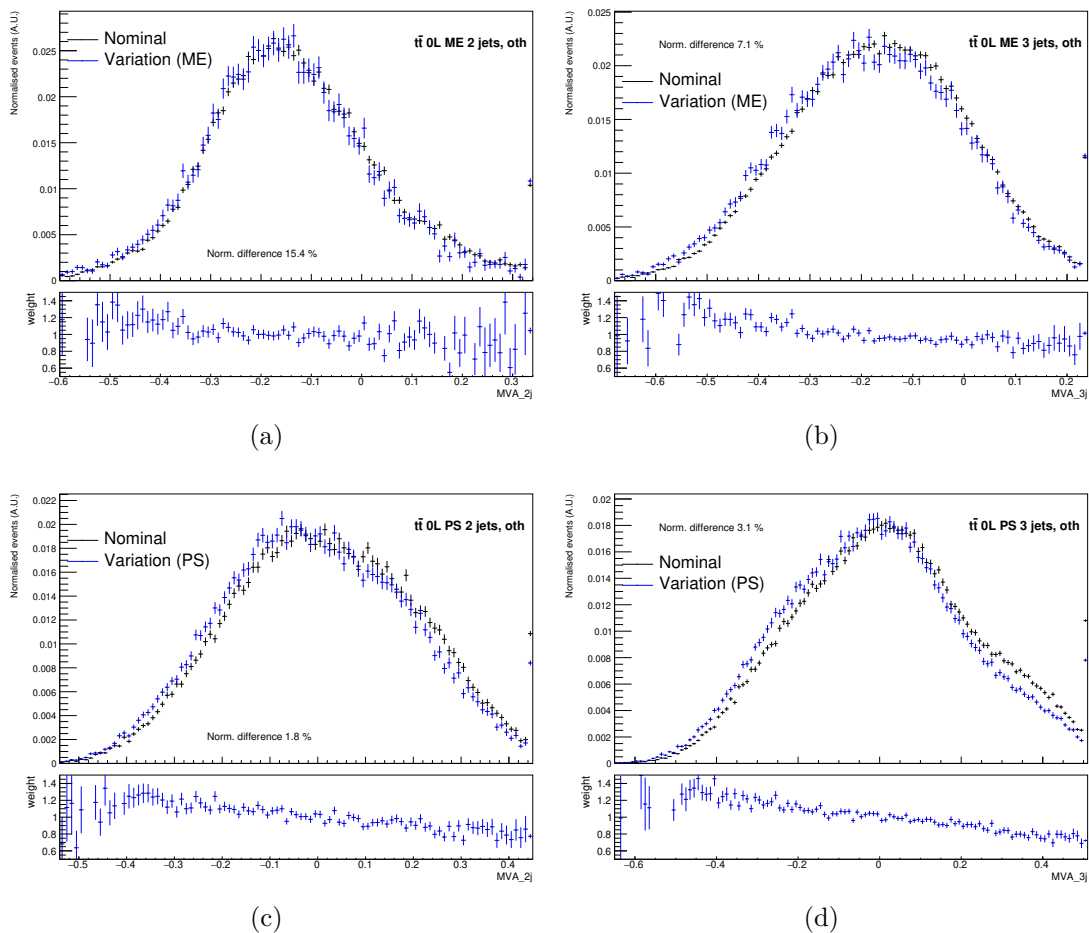 Normalised events (A.U.)
0.025
0.02
0.015
0.01
0.005
0
Nominal
Variation (ME)
tt̄ 0L ME 2 jets, oth
Norm. difference 15.4 %
weight
1.4
1.2
1
0.8
0.6
−0.6 −0.5 −0.4 −0.3 −0.2 −0.1 0 0.1 0.2 0.3
MVA_2j
(a)
Normalised events (A.U.)
0.025
0.02
0.015
0.01
0.005
0
Norm. difference 7.1 %
tt̄ 0L ME 3 jets, oth
Nominal
Variation (ME)
weight
1.4
1.2
1
0.8
0.6
−0.6 −0.5 −0.4 −0.3 −0.2 −0.1 0 0.1 0.2
MVA_3j
(b)
Normalised events (A.U.)
0.022
0.02
0.018
0.016
0.014
0.012
0.01
0.008
0.006
0.004
0.002
0
Nominal
Variation (PS)
tt̄ 0L PS 2 jets, oth
Norm. difference 1.8 %
weight
1.4
1.2
1
0.8
0.6
−0.5 −0.4 −0.3 −0.2 −0.1 0 0.1 0.2 0.3 0.4
MVA_2j
(c)
Normalised events (A.U.)
0.02
0.018
0.016
0.014
0.012
0.01
0.008
0.006
0.004
0.002
0
Norm. difference 3.1 %
tt̄ 0L PS 3 jets, oth
Nominal
Variation (PS)
weight
1.4
1.2
1
0.8
0.6
−0.6 −0.4 −0.2 0 0.2 0.4
MVA_3j
(d)